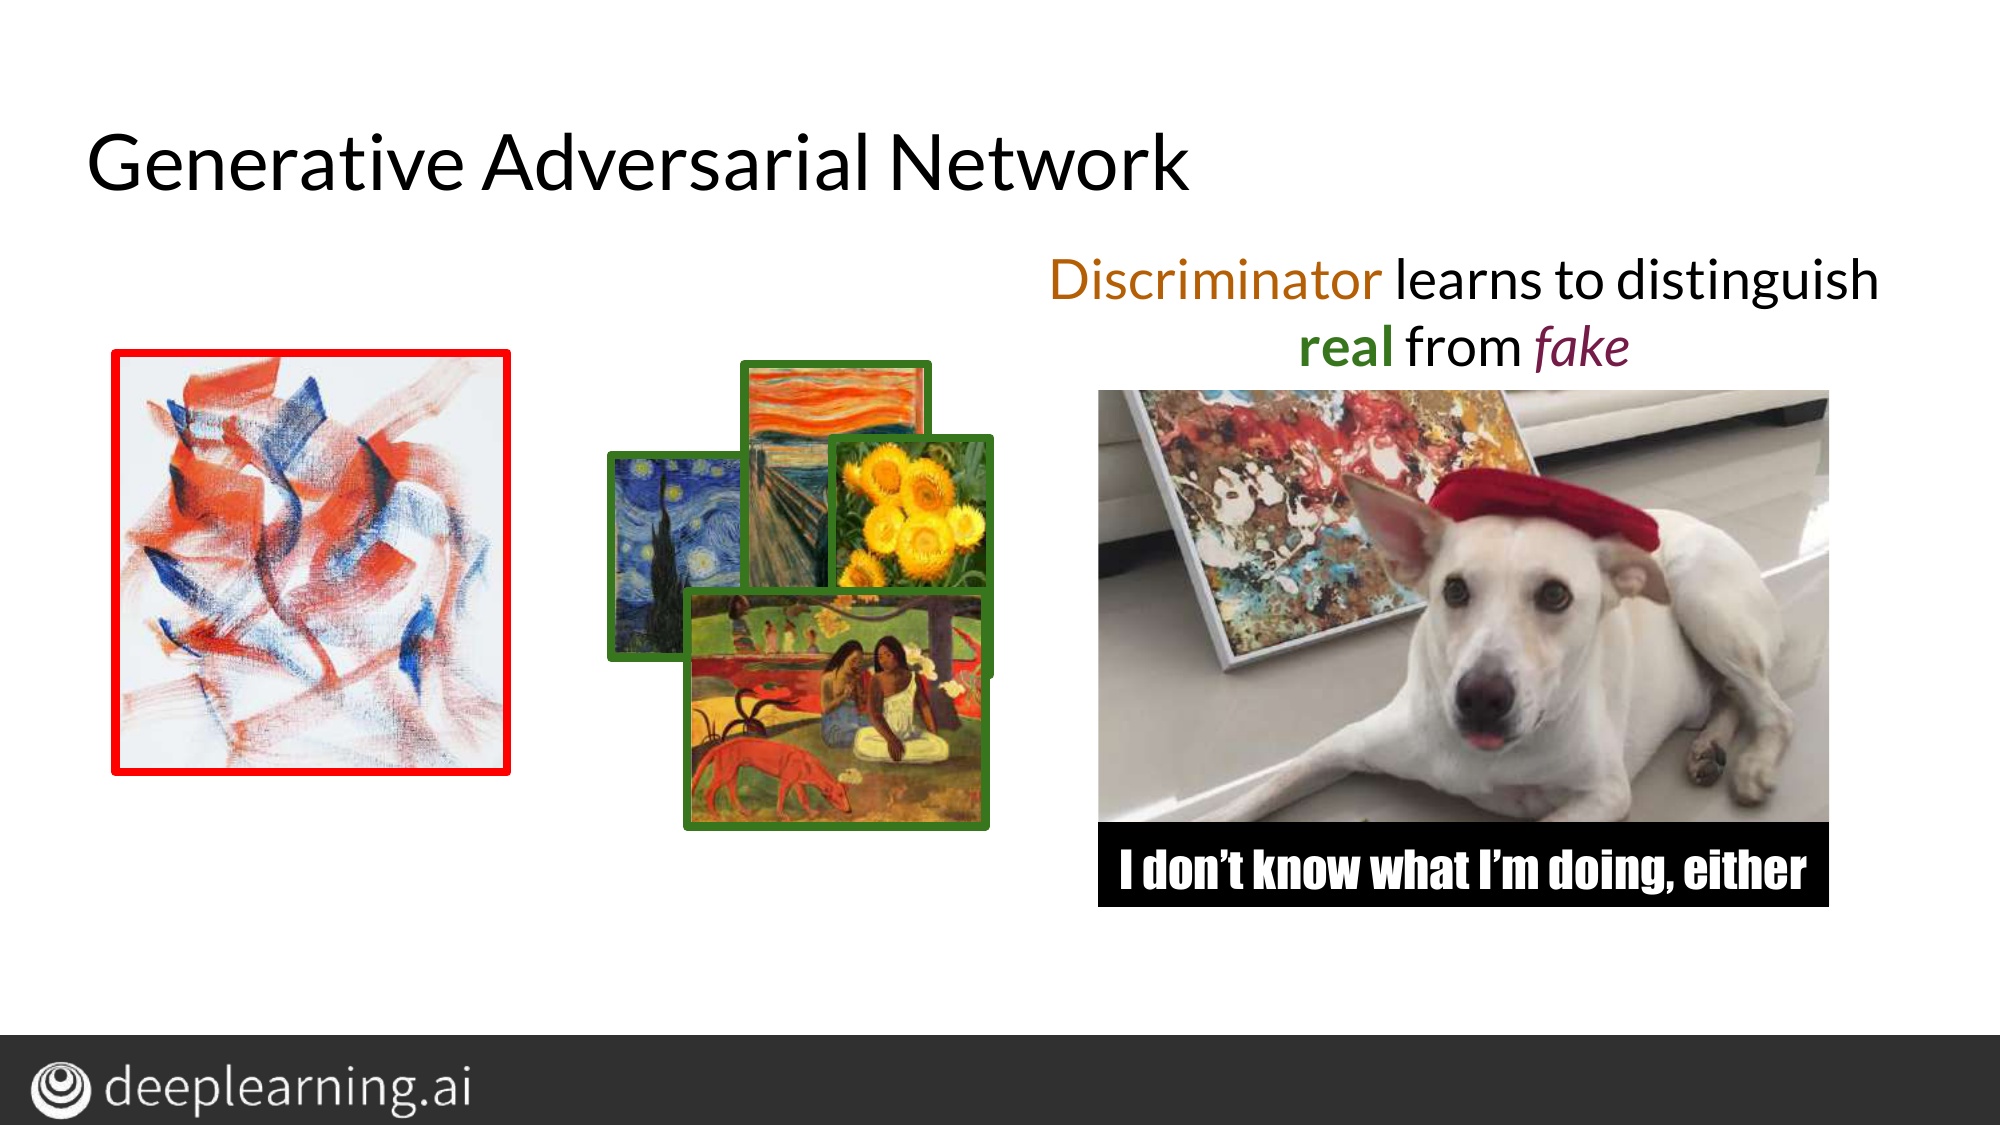 Generative Adversarial Network
Discriminator learns to distinguish
real from fake
I don't know what I'm doing, either
deeplearning.ai